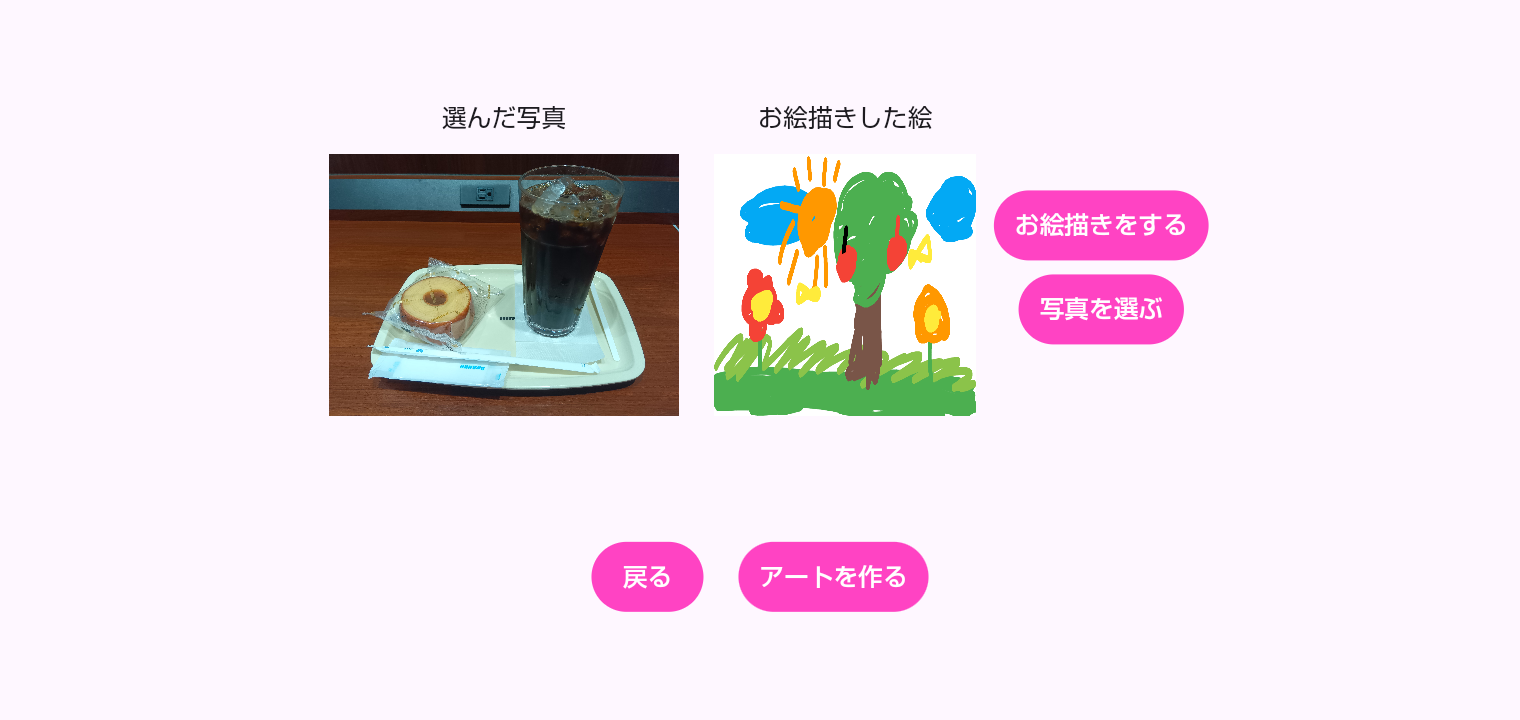 選んだ写真
お絵描きした絵
お絵描きをする
写真を選ぶ
戻る
アートを作る